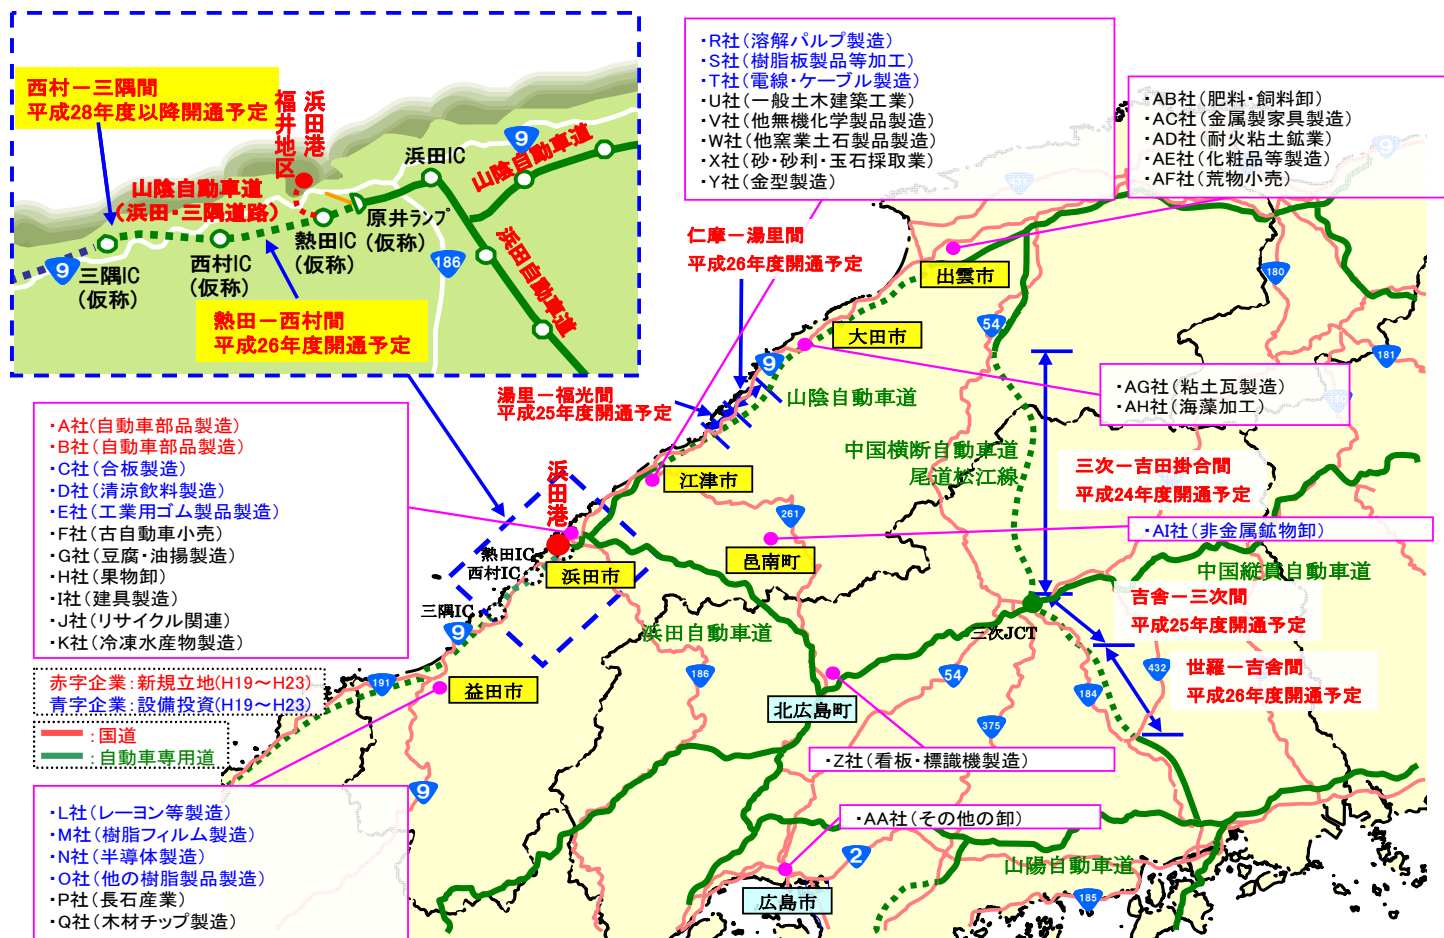 西村－三隅間
平成28年度以降開通予定
浜田港
福井地区
山陰自動車道
（浜田・三隅道路）
浜田IC
9
山陰自動車道
原井ランプ
（仮称）
熱田IC
（仮称）
西村IC
（仮称）
三隅IC
（仮称）
9
186
浜田自動車道
熱田－西村間
平成26年度開通予定
・R社（溶解パルプ製造）
・S社（樹脂板製品等加工）
・T社（電線・ケーブル製造）
・U社（一般土木建築工業）
・V社（他無機化学製品製造）
・W社（他窯業土石製品製造）
・X社（砂・砂利・玉石採取業）
・Y社（金型製造）
・AB社（肥料・飼料卸）
・AC社（金属製家具製造）
・AD社（耐火粘土鉱業）
・AE社（化粧品等製造）
・AF社（荒物小売）
9
仁摩－湯里間
平成26年度開通予定
出雲市
180
54
大田市
181
9
湯里－福光間
平成25年度開通予定
山陰自動車道
・AG社（粘土瓦製造）
・AH社（海藻加工）
中国横断自動車道
尾道松江線
三次－吉田掛合間
平成24年度開通予定
・A社（自動車部品製造）
・B社（自動車部品製造）
・C社（合板製造）
・D社（清涼飲料製造）
・E社（工業用ゴム製品製造）
・F社（古自動車小売）
・G社（豆腐・油揚製造）
・H社（果物卸）
・I社（建具製造）
・J社（リサイクル関連）
・K社（冷凍水産物製造）
浜田港
江津市
261
・AI社（非金属鉱物卸）
熱田IC
西村IC
浜田市
邑南町
中国縦貫自動車道
三隅IC
9
浜田自動車道
三次JCT
吉舎－三次間
平成25年度開通予定
世羅－吉舎間
平成26年度開通予定
赤字企業：新規立地(H19～H23)
青字企業：設備投資(H19～H23)
191
益田市
186
54
184
432
北広島町
375
：国道
：自動車専用道
・Z社（看板・標識機製造）
9
・L社（レーヨン等製造）
・M社（樹脂フィルム製造）
・N社（半導体製造）
・O社（他の樹脂製品製造）
・P社（長石産業）
・Q社（木材チップ製造）
・AA社（その他の卸）
2
山陽自動車道
広島市
185